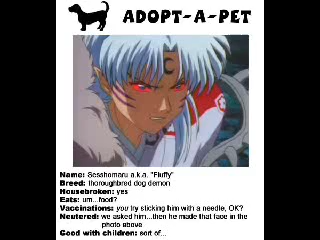 ADOPT-A-PET
Name: Sesshomaru a.k.a. "Fluffy"
Breed: thoroughbred dog demon
Housebroken: yes
Eats: um...food?
Vaccinations: you try sticking him with a needle, OK?
Neutered: we asked him...then he made that face in the
photo above
Good with children: sort of...